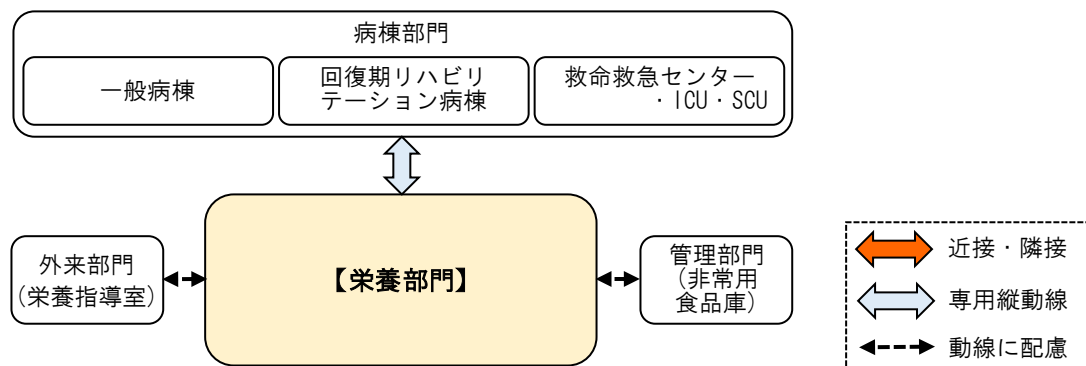 病棟部門
一般病棟
回復期リハビリ
テーション病棟
救命救急センター
・ICU・SCU
外来部門
(栄養指導室)
【栄養部門】
管理部門
(非常用
食品庫)
近接・隣接
専用縦動線
動線に配慮